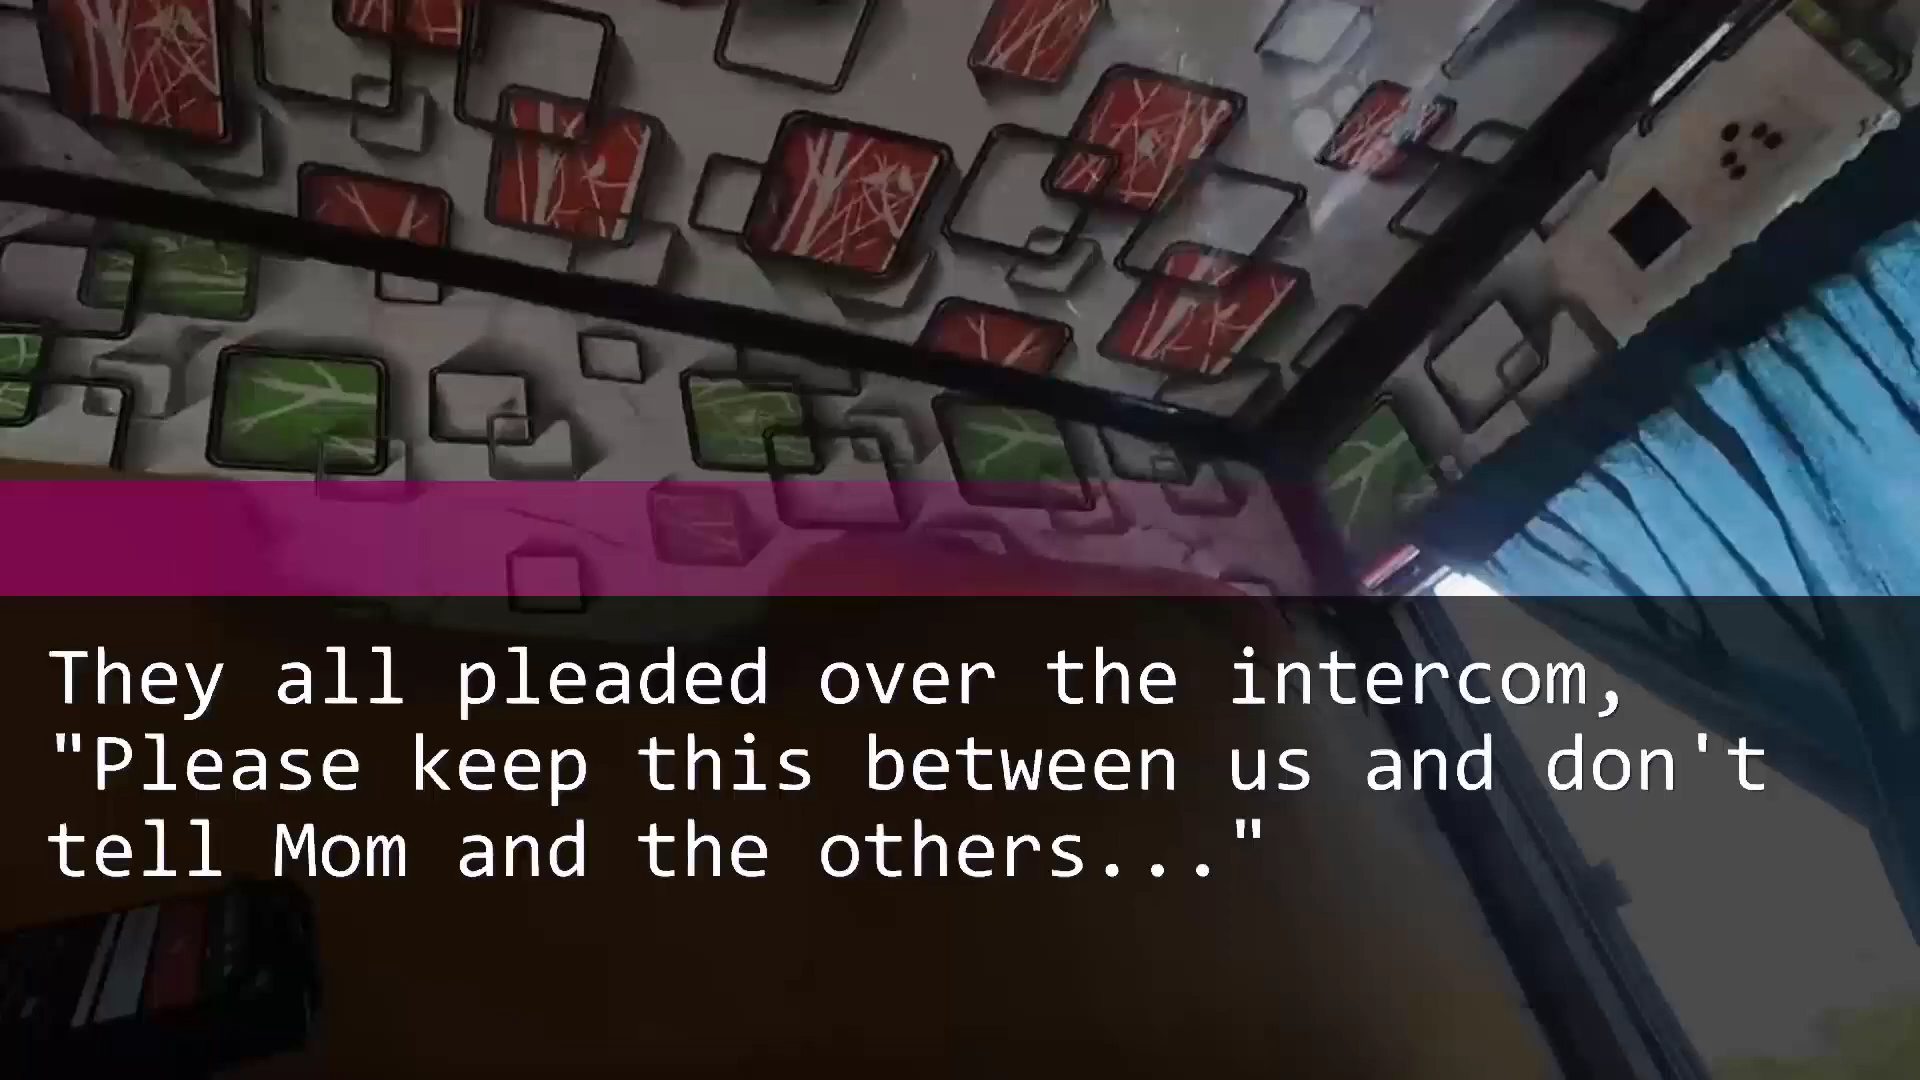 They all pleaded over the intercom,
"Please keep this between us and don't
tell Mom and the others..."